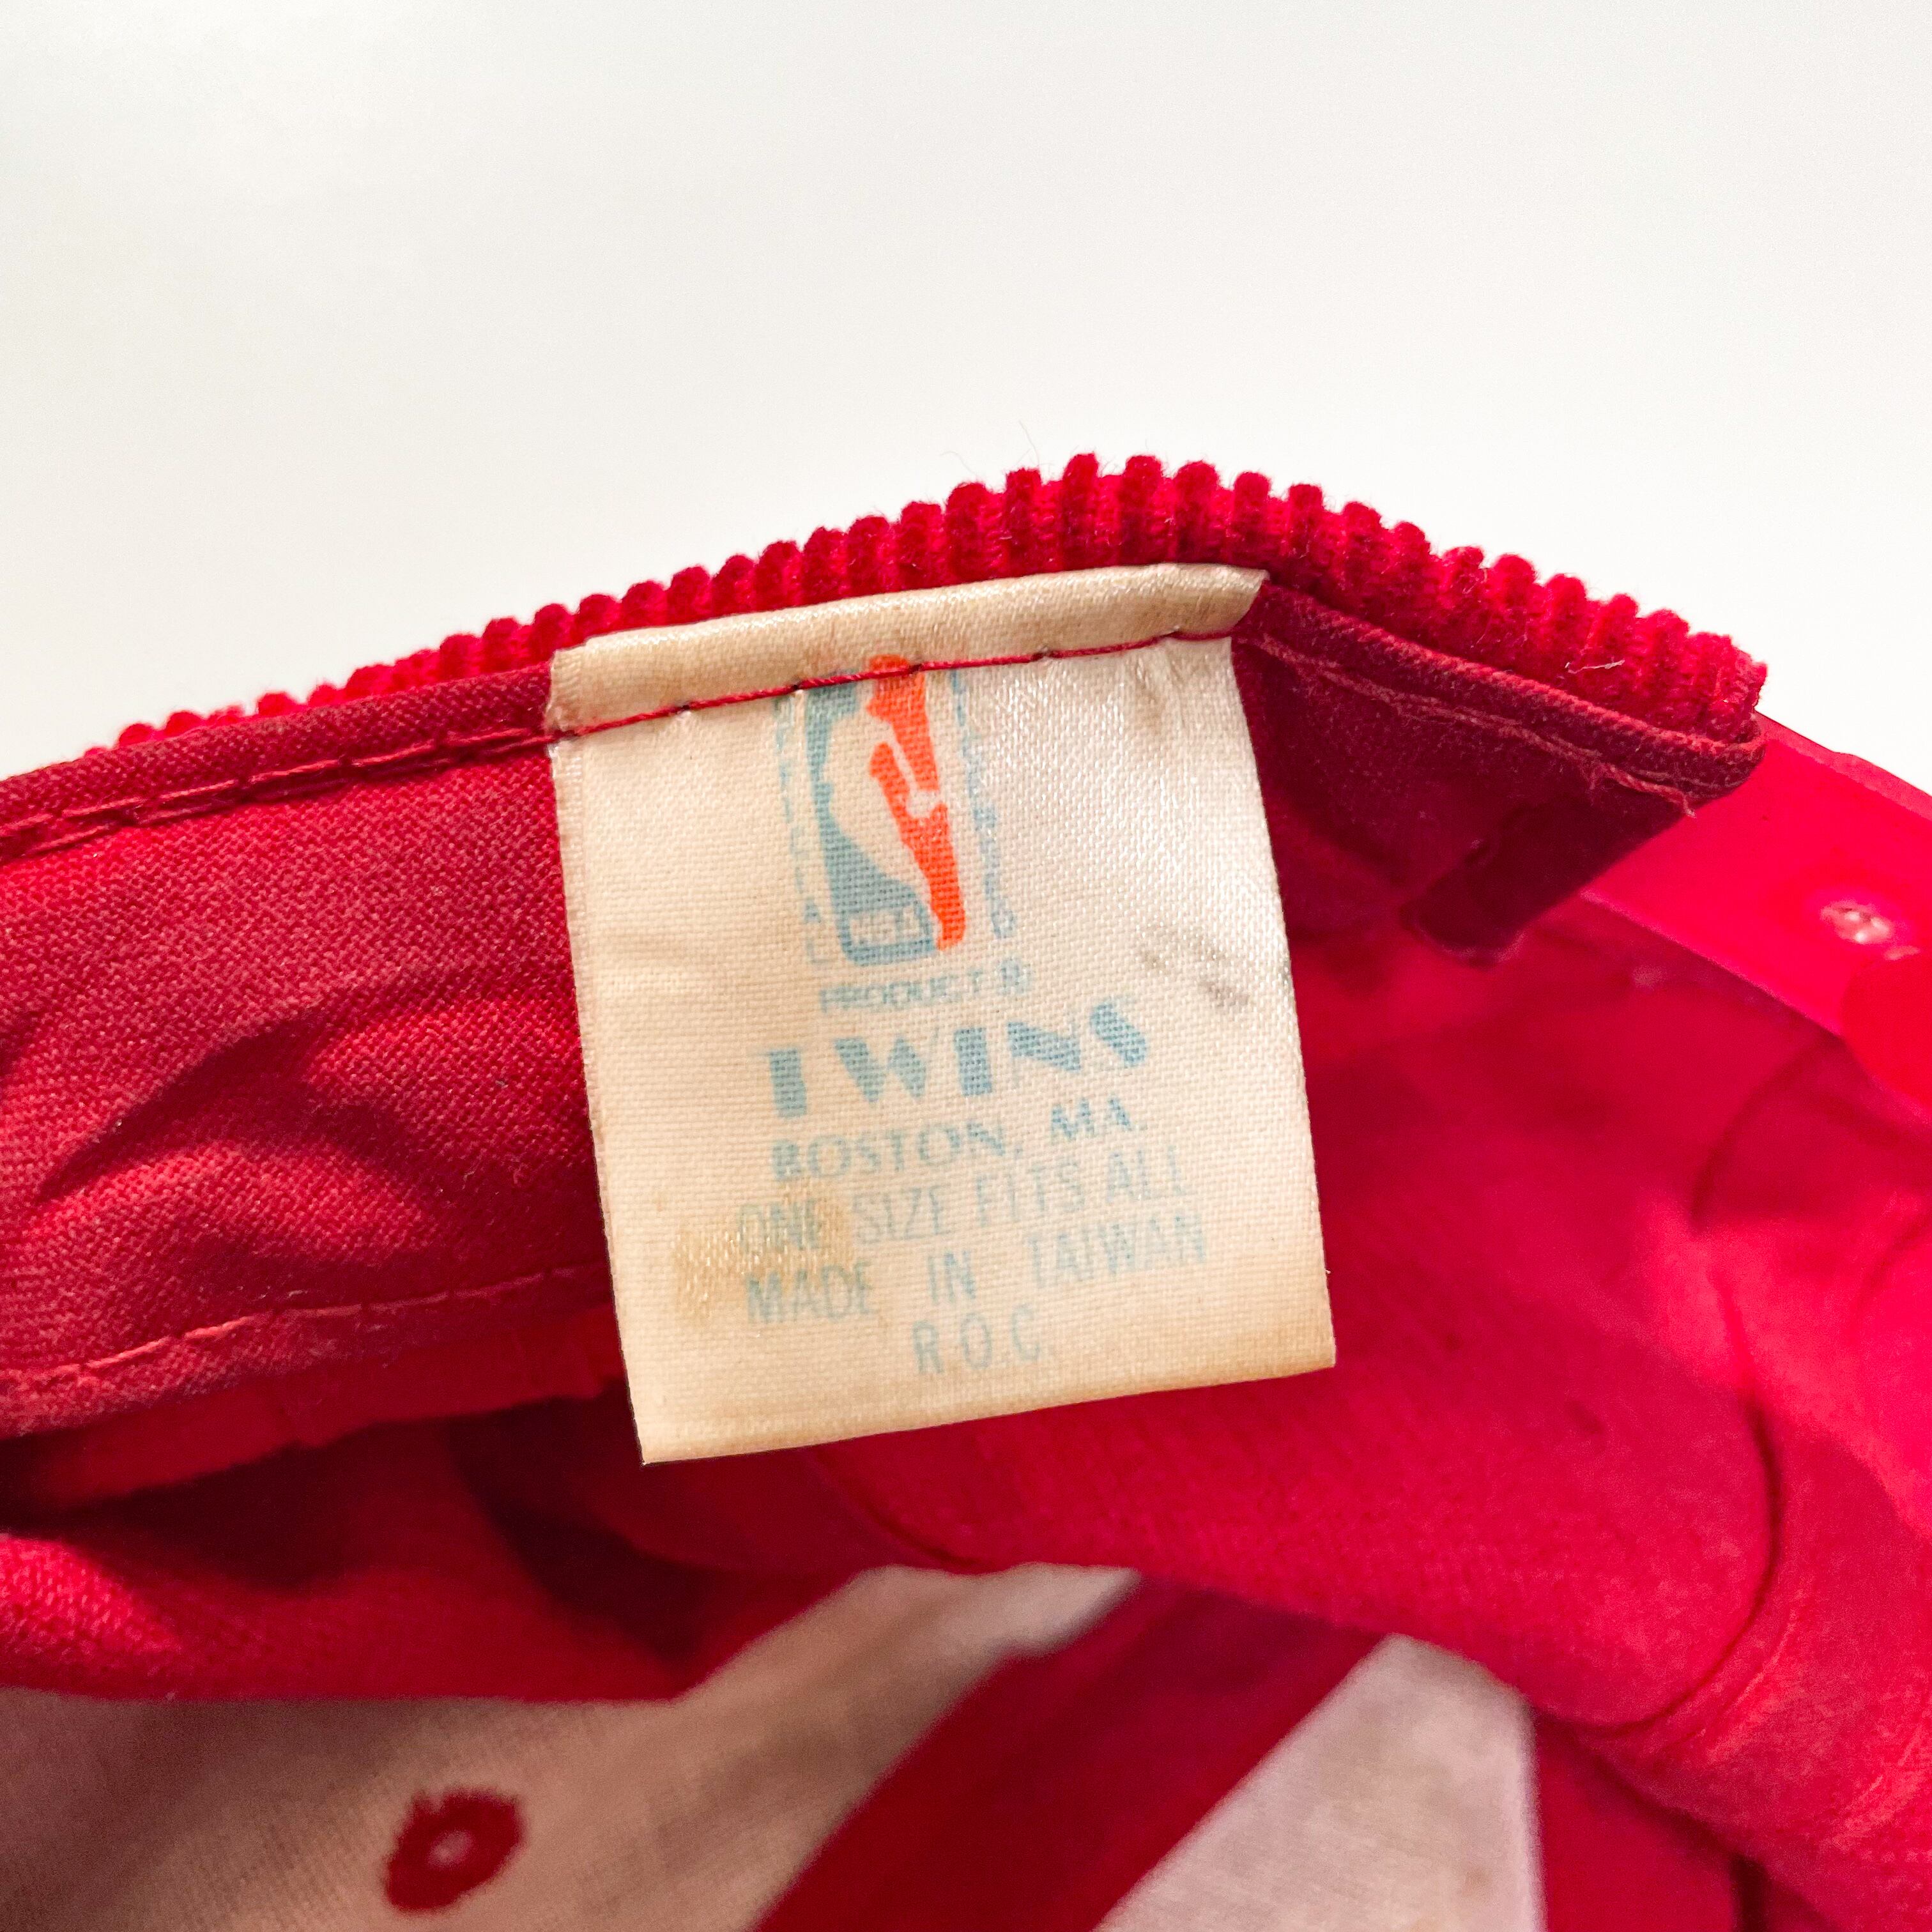 NBA
PRODUCT ®
TWINS
BOSTON, MA.
ONE SIZE FITS ALL
MADE IN TAIWAN
R.O.C.